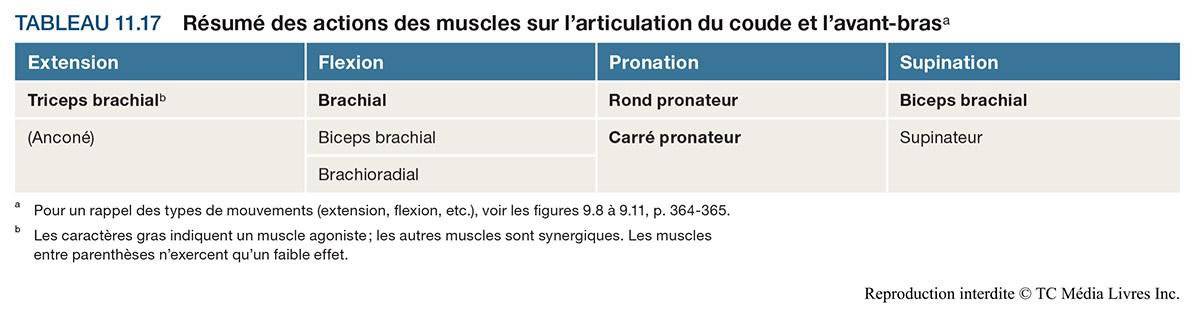 TABLEAU 11.17 Résumé des actions des muscles sur l’articulation du coude et l’avant-brasᵃ
Extension Flexion Pronation Supination
Triceps brachialᵇ Brachial Rond pronateur Biceps brachial
(Anconé) Biceps brachial Carré pronateur Supinateur
Brachioradial
ᵃ Pour un rappel des types de mouvements (extension, flexion, etc.), voir les figures 9.8 à 9.11, p. 364-365.
ᵇ Les caractères gras indiquent un muscle agoniste ; les autres muscles sont synergiques. Les muscles
entre parenthèses n’exercent qu’un faible effet.
Reproduction interdite © TC Média Livres Inc.